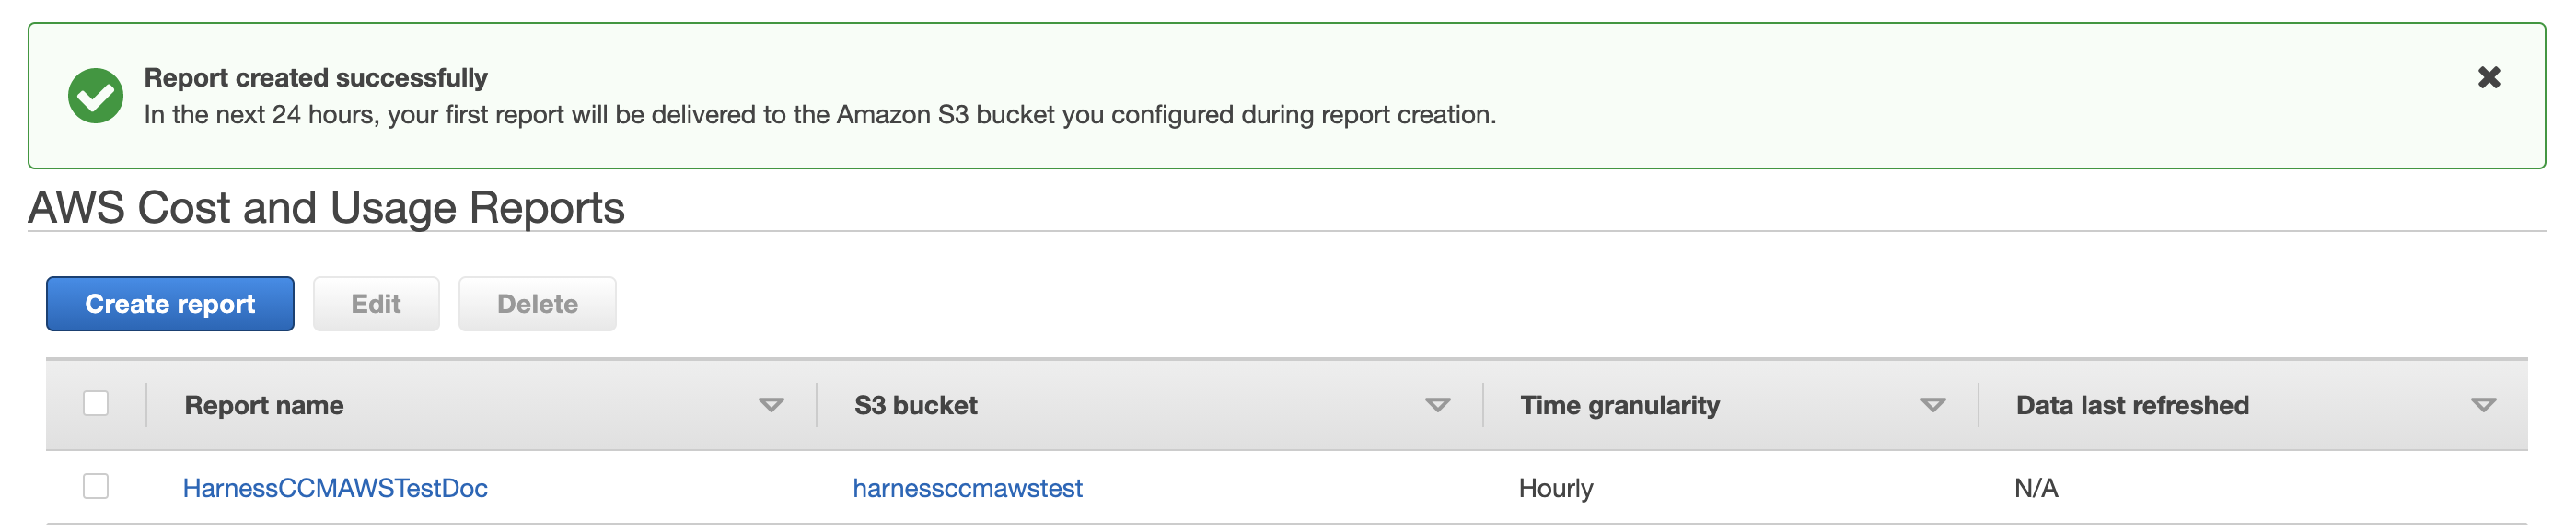 Report created successfully
In the next 24 hours, your first report will be delivered to the Amazon S3 bucket you configured during report creation.
AWS Cost and Usage Reports
Create report Edit Delete
Report name S3 bucket Time granularity Data last refreshed
HarnessCCMAWSTestDoc harnessccmawstest Hourly N/A